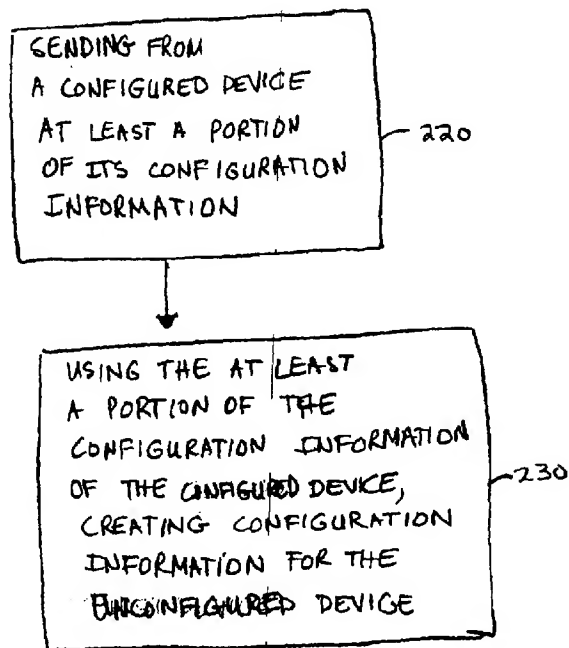 SENDING FROM
A CONFIGURED DEVICE
AT LEAST A PORTION
OF ITS CONFIGURATION
INFORMATION
220
USING THE AT LEAST
A PORTION OF THE
CONFIGURATION INFORMATION
OF THE CONFIGURED DEVICE,
CREATING CONFIGURATION
INFORMATION FOR THE
UNCONFIGURED DEVICE
230